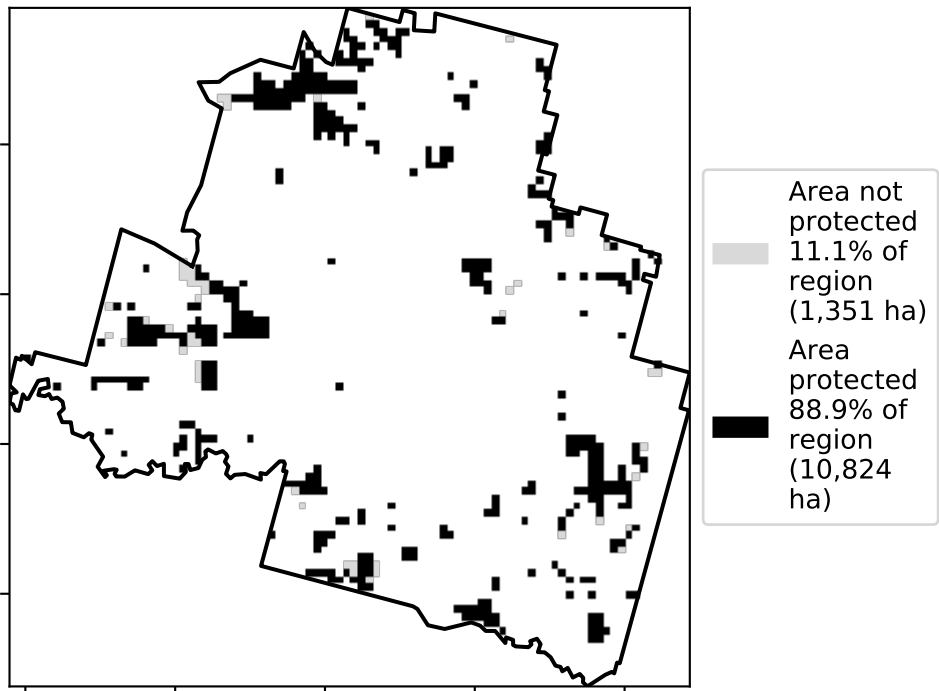 Area not
protected
11.1% of
region
(1,351 ha)
Area
protected
88.9% of
region
(10,824
ha)